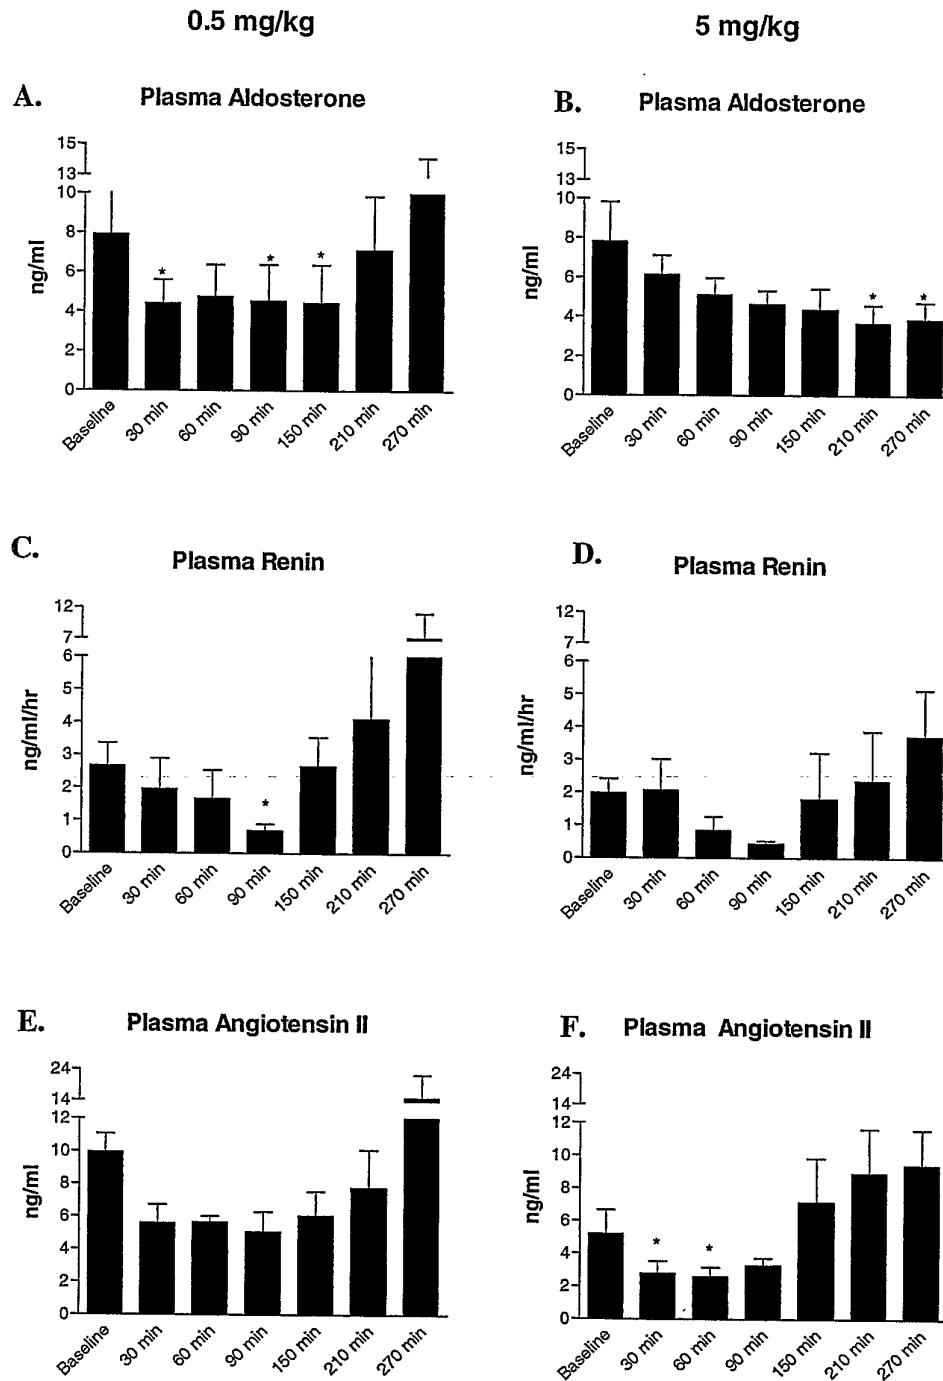 0.5 mg/kg
5 mg/kg
A.
Plasma Aldosterone
15
13
10
8
6
4
2
0
ng/ml
*
*
*
Baseline
30 min
60 min
90 min
150 min
210 min
270 min
B.
Plasma Aldosterone
15
13
10
8
6
4
2
0
ng/ml
*
*
Baseline
30 min
60 min
90 min
150 min
210 min
270 min
C.
Plasma Renin
12
7
6
5
4
3
2
1
0
ng/ml/hr
*
Baseline
30 min
60 min
90 min
150 min
210 min
270 min
D.
Plasma Renin
12
7
6
5
4
3
2
1
0
ng/ml/hr
Baseline
30 min
60 min
90 min
150 min
210 min
270 min
E.
Plasma Angiotensin II
24
14
12
10
8
6
4
2
0
ng/ml
Baseline
30 min
60 min
90 min
150 min
210 min
270 min
F.
Plasma Angiotensin II
24
14
12
10
8
6
4
2
0
ng/ml
*
*
Baseline
30 min
60 min
90 min
150 min
210 min
270 min